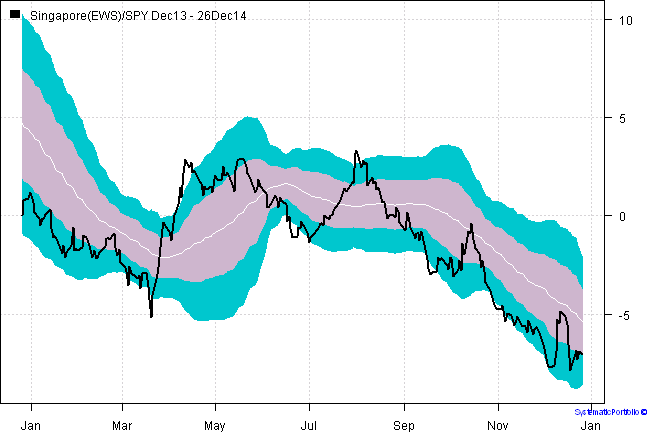 Singapore(EWS)/SPY Dec13 - 26Dec14
10
5
0
-5
Jan Mar May Jul Sep Nov Jan
SystematicPortfolio ©